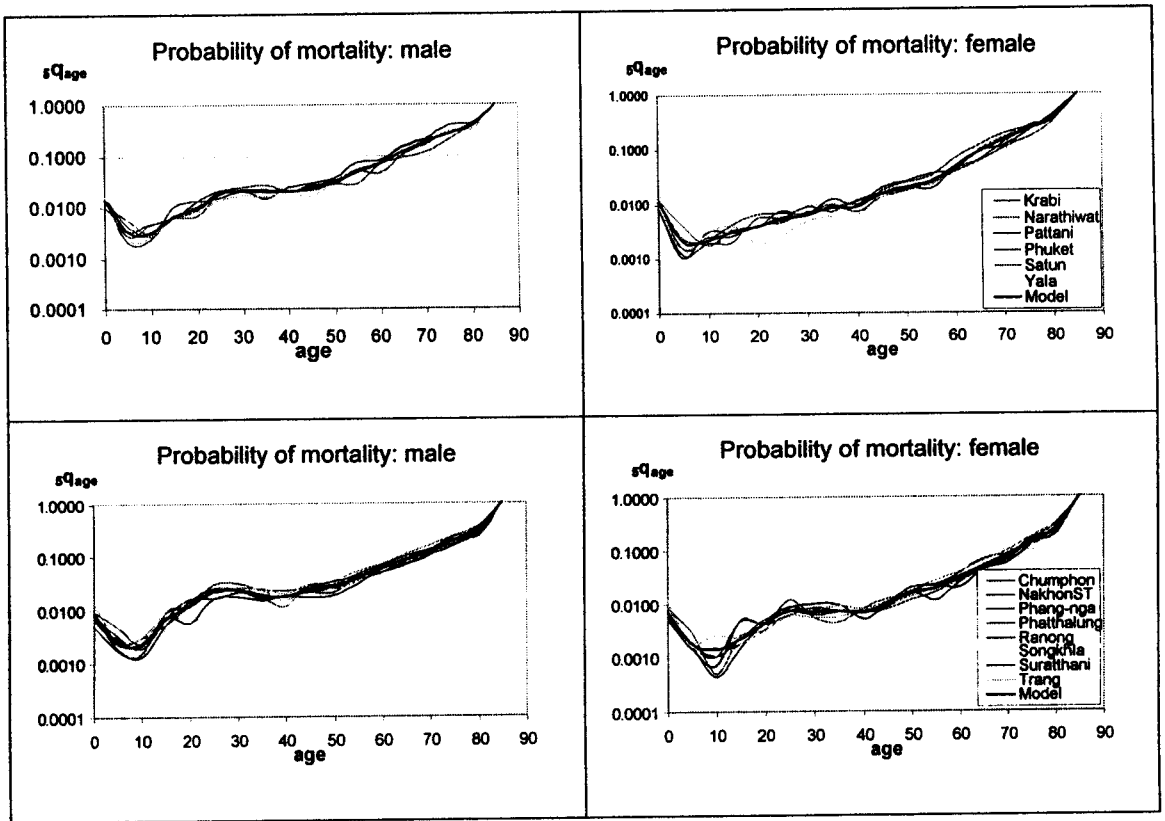 Probability of mortality: male
5qage
1.0000
0.1000
0.0100
0.0010
0.0001
0 10 20 30 40 50 60 70 80 90
age
Probability of mortality: female
5qage
1.0000
0.1000
0.0100
0.0010
0.0001
0 10 20 30 40 50 60 70 80 90
age
Krabi
Narathiwat
Pattani
Phuket
Satun
Yala
Model
Probability of mortality: male
5qage
1.0000
0.1000
0.0100
0.0010
0.0001
0 10 20 30 40 50 60 70 80 90
age
Probability of mortality: female
5qage
1.0000
0.1000
0.0100
0.0010
0.0001
0 10 20 30 40 50 60 70 80 90
age
Chumphon
NakhonST
Phang-nga
Phatthalung
Ranong
Songkhla
Suratthani
Trang
Model